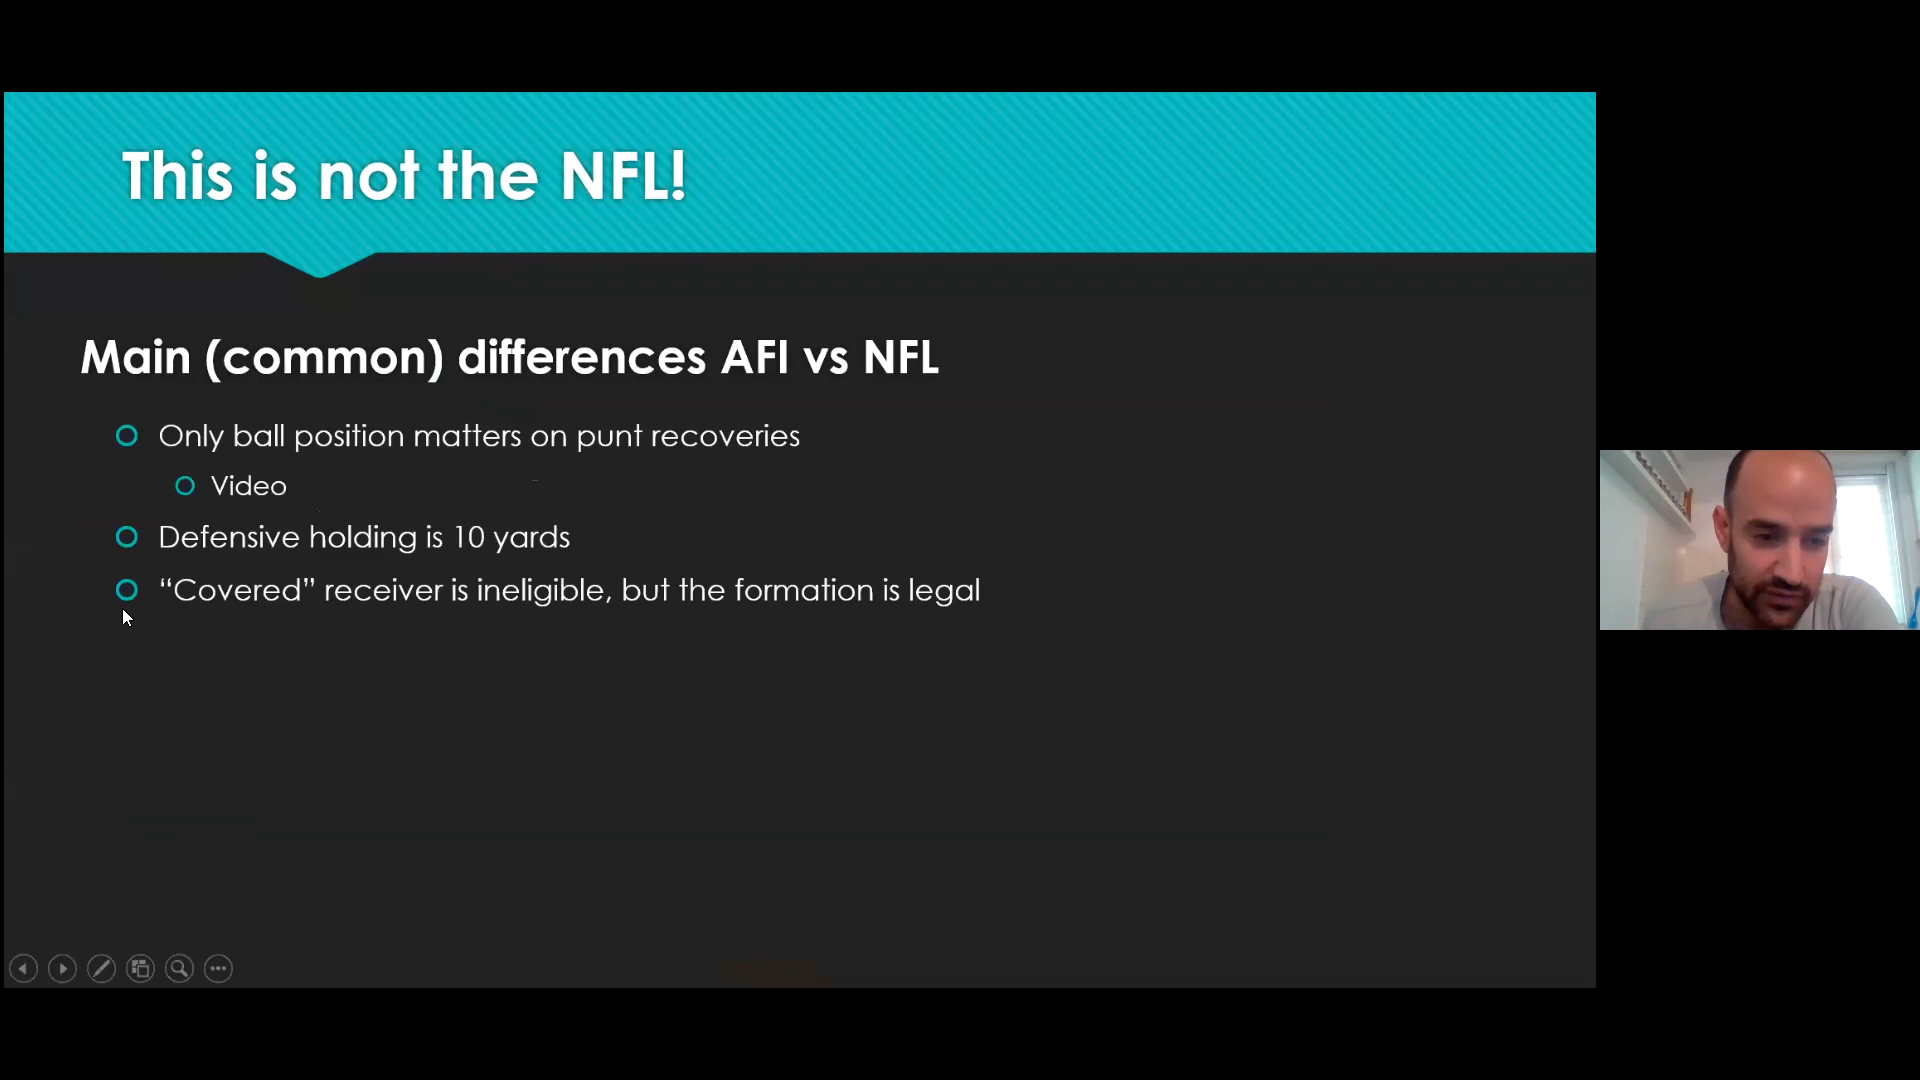 This is not the NFL!
Main (common) differences AFI vs NFL
Only ball position matters on punt recoveries
Video
Defensive holding is 10 yards
“Covered” receiver is ineligible, but the formation is legal